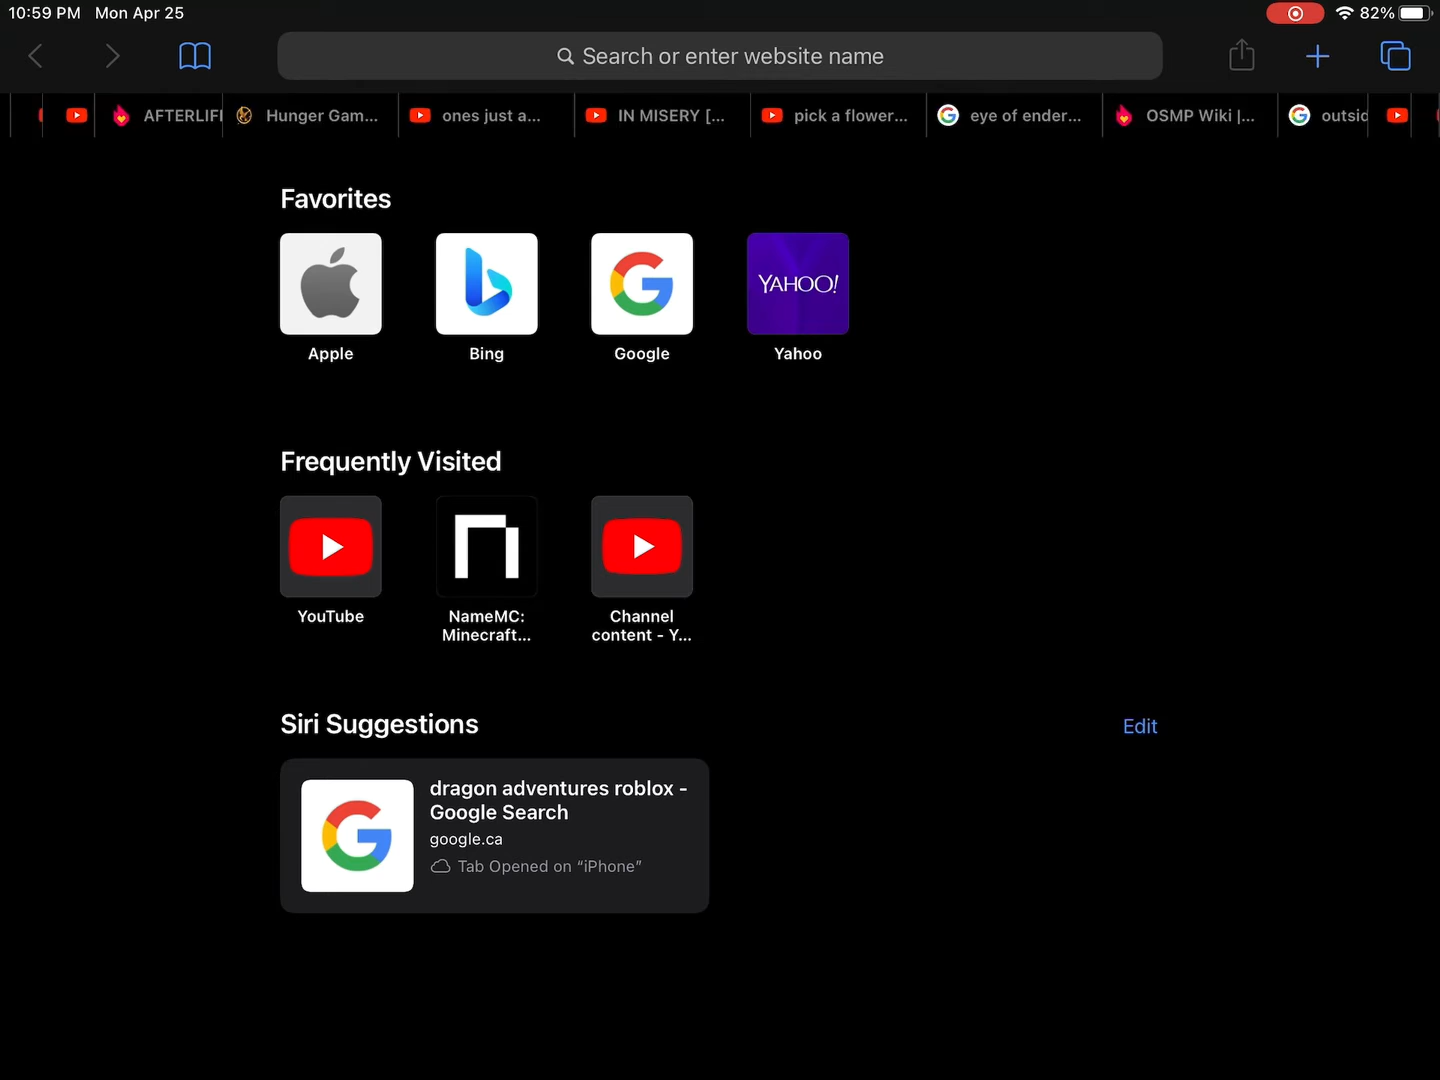 10:59 PM Mon Apr 25
82%
Search or enter website name
AFTERLIFI
Hunger Gam...
ones just a...
IN MISERY [...
pick a flower...
eye of ender...
OSMP Wiki |...
outsid
Favorites
YAHOO!
Apple
Bing
Google
Yahoo
Frequently Visited
YouTube
NameMC:
Minecraft...
Channel
content - Y...
Siri Suggestions
Edit
dragon adventures roblox -
Google Search
google.ca
Tab Opened on “iPhone”